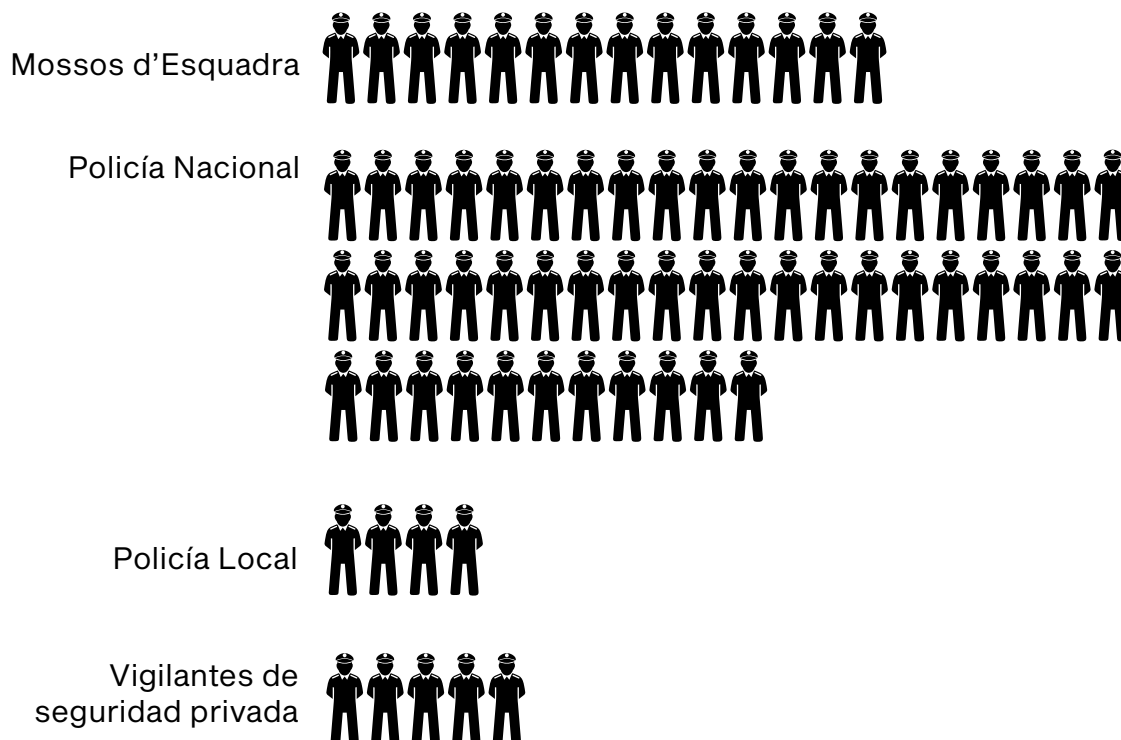 Mossos d’Esquadra
Policía Nacional
Policía Local
Vigilantes de
seguridad privada